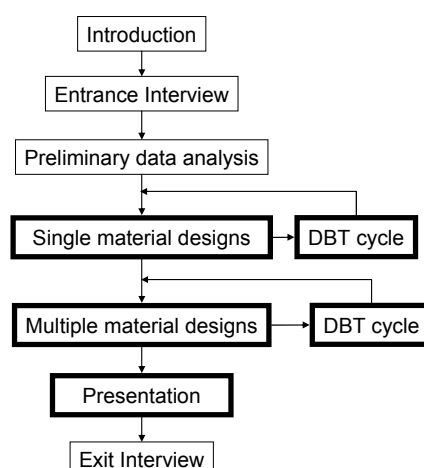 Introduction
Entrance Interview
Preliminary data analysis
Single material designs
DBT cycle
Multiple material designs
DBT cycle
Presentation
Exit Interview